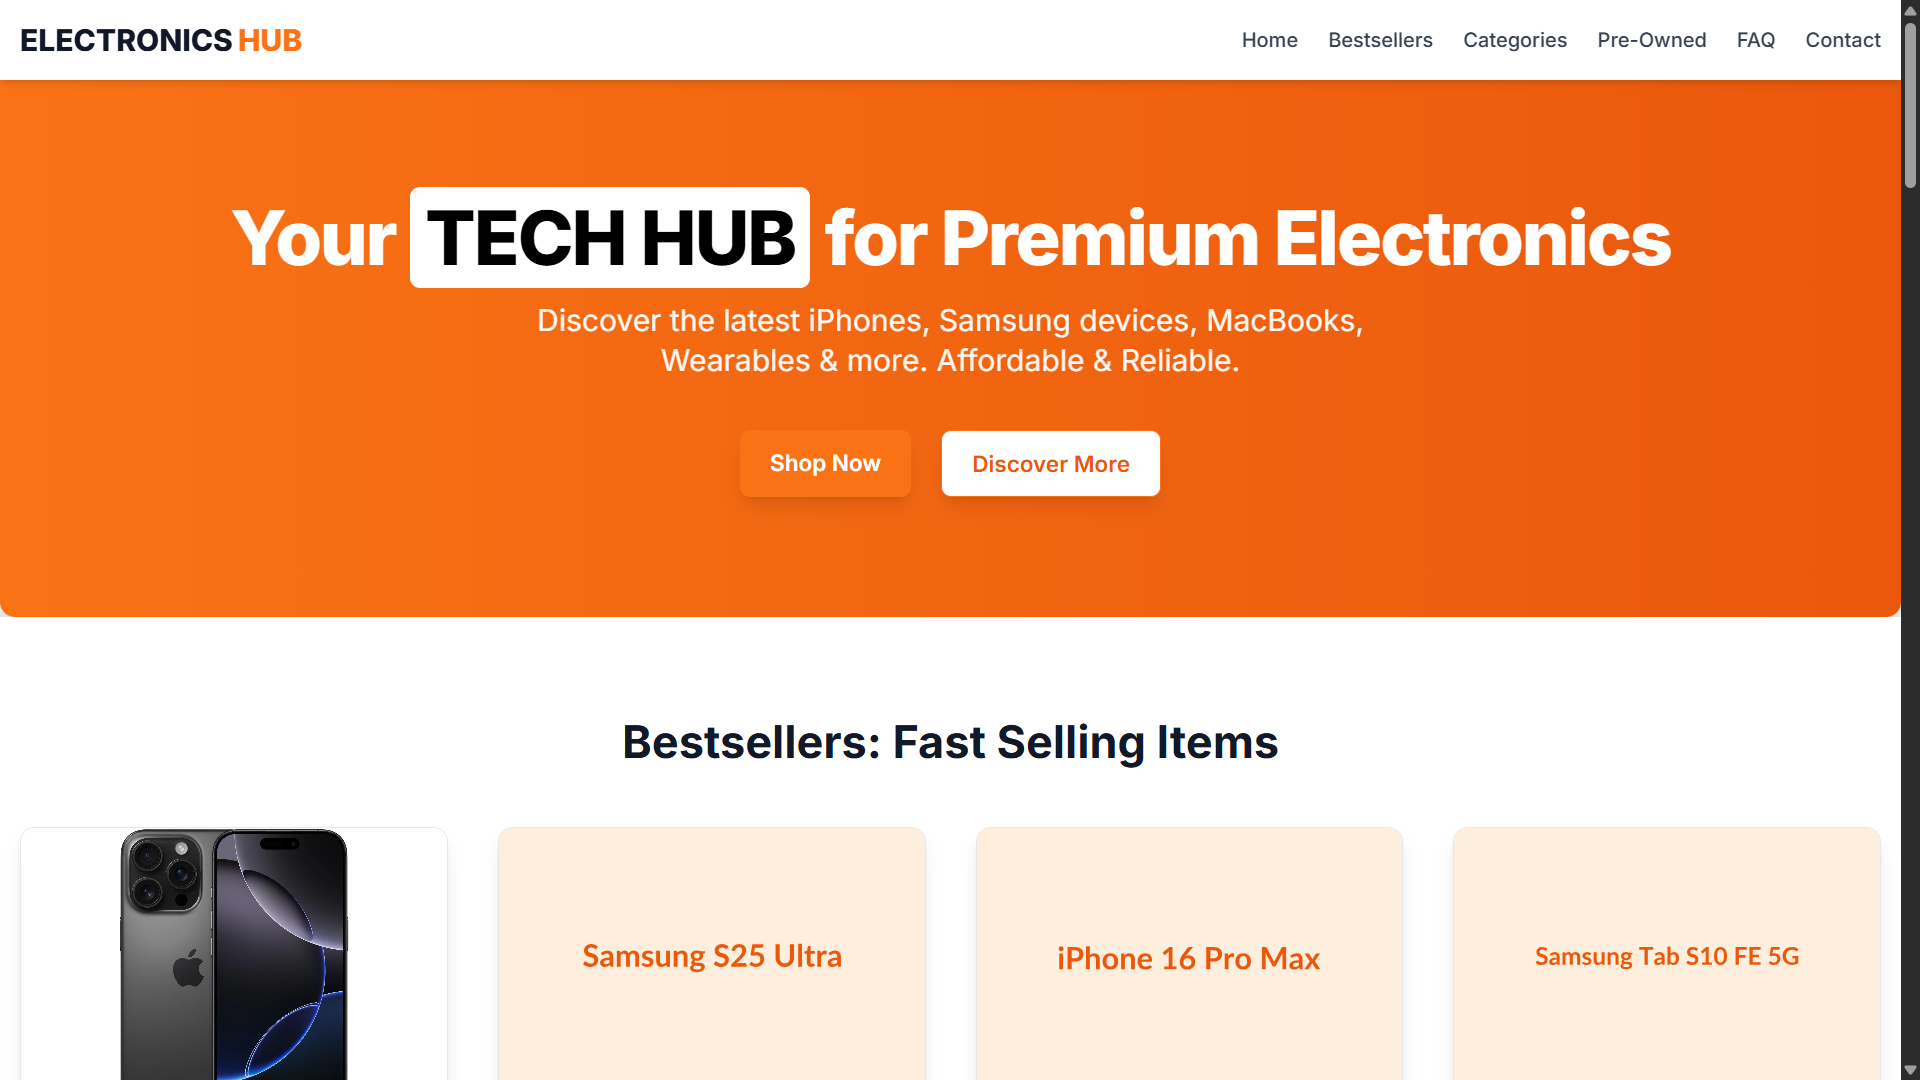 ELECTRONICS HUB
Home
Bestsellers
Categories
Pre-Owned
FAQ
Contact
Your TECH HUB for Premium Electronics
Discover the latest iPhones, Samsung devices, MacBooks,
Wearables & more. Affordable & Reliable.
Shop Now
Discover More
Bestsellers: Fast Selling Items
Samsung S25 Ultra
iPhone 16 Pro Max
Samsung Tab S10 FE 5G